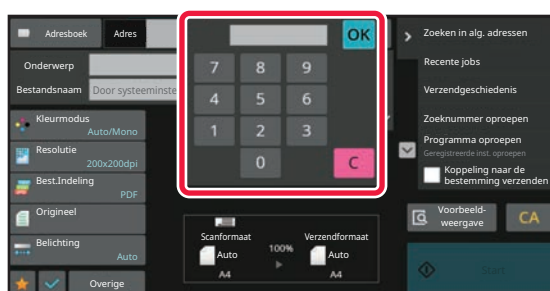 Adresboek
Adres
OK
Zoeken in alg. adressen
Onderwerp
Recente jobs
Bestandsnaam
Door systeeminste
Verzendgeschiedenis
7 8 9
4 5 6
1 2 3
0 C
Kleurmodus
Auto/Mono
Resolutie
200x200dpi
Best.Indeling
PDF
Origineel
Belichting
Auto
Overige
Zoeknummer oproepen
Programma oproepen
Geregistreerde inst. oproepen
Koppeling naar de
bestemming verzenden
Scanformaat
Auto
A4
100%
Verzendformaat
Auto
A4
Voorbeeld-
weergave
CA
Start